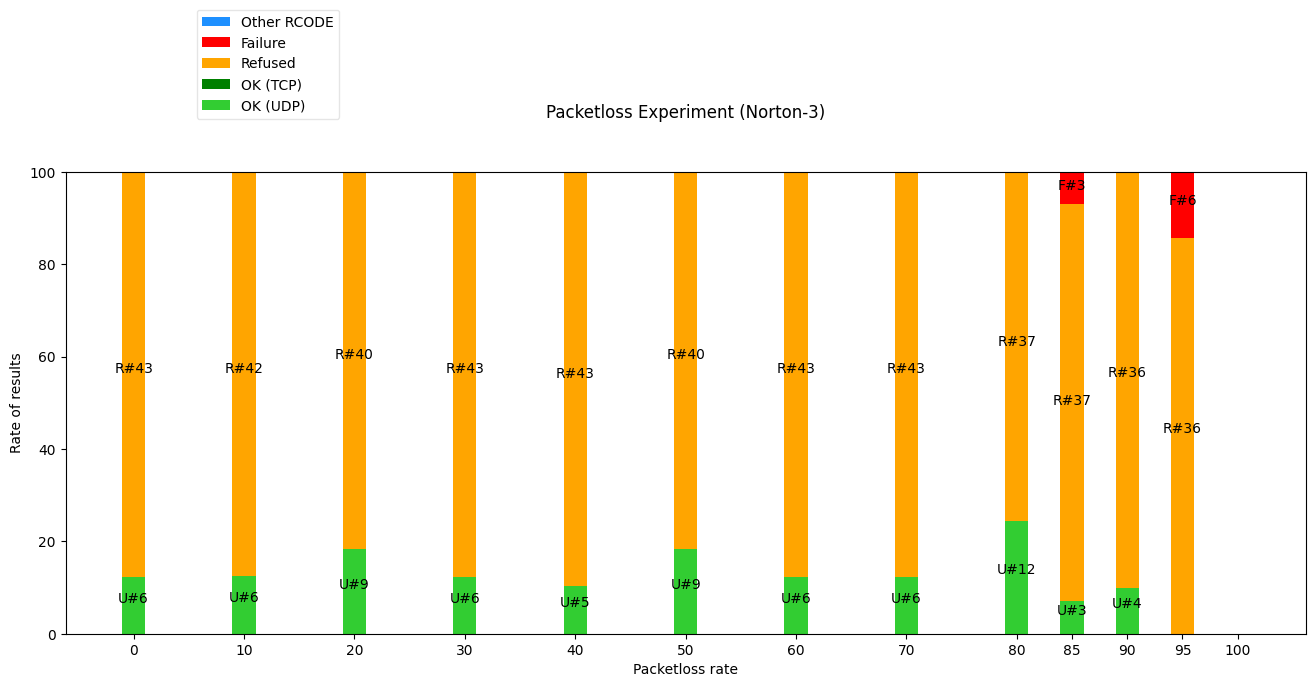 Other RCODE
Failure
Refused
OK (TCP)
OK (UDP)
Packetloss Experiment (Norton-3)
100
80
60
40
20
0
Rate of results
R#43
R#42
R#40
R#43
R#43
R#40
R#43
R#43
R#37
F#3
R#37
R#36
F#6
R#36
U#6
U#6
U#9
U#6
U#5
U#9
U#6
U#6
U#12
U#3
U#4
0 10 20 30 40 50 60 70 80 85 90 95 100
Packetloss rate